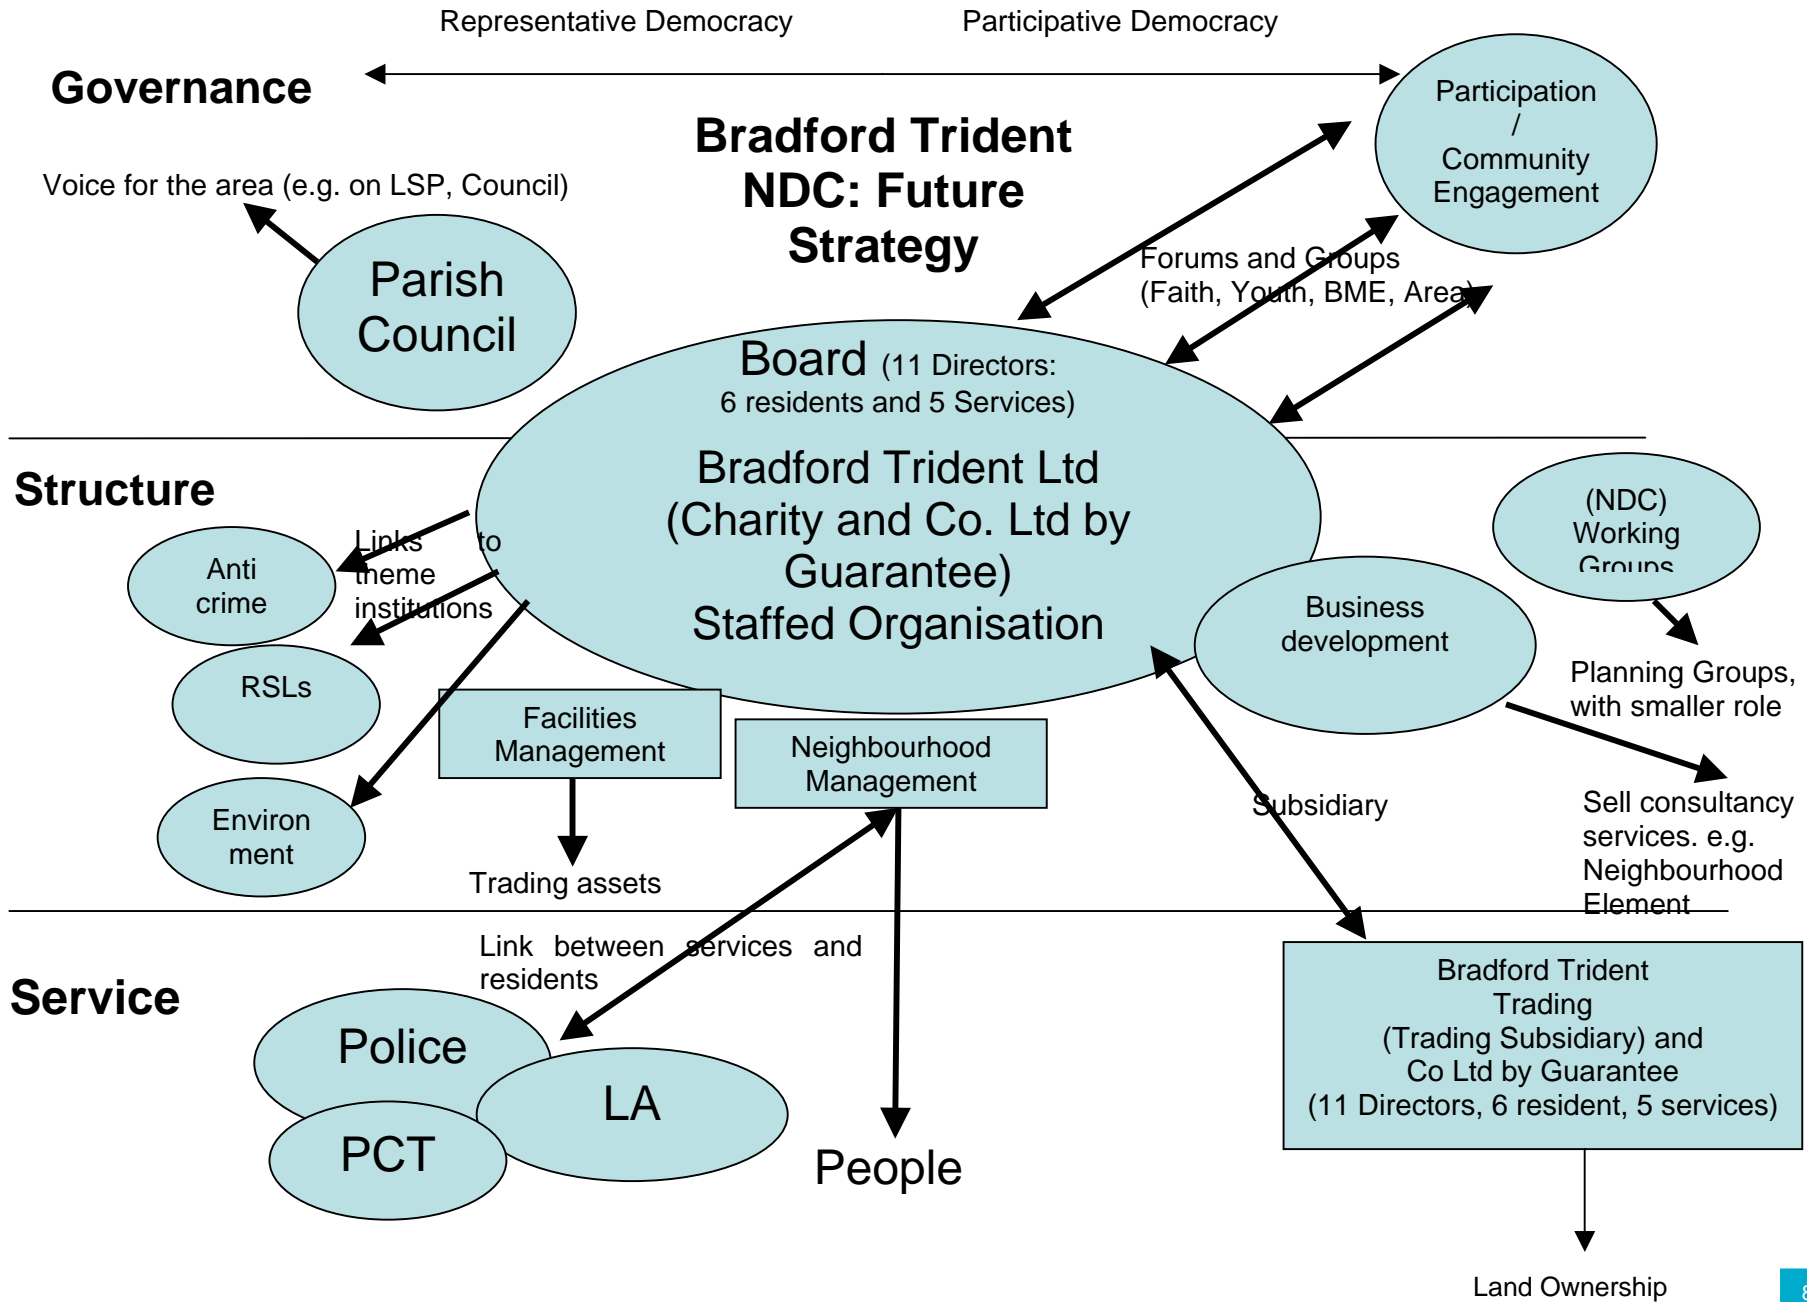 Representative Democracy
Participative Democracy
Governance
Participation
/
Community
Engagement
Bradford Trident
NDC: Future
Strategy
Voice for the area (e.g. on LSP, Council)
Parish
Council
Forums and Groups
(Faith, Youth, BME, Area)
Board (11 Directors:
6 residents and 5 Services)
Bradford Trident Ltd
(Charity and Co. Ltd by
Guarantee)
Staffed Organisation
Structure
(NDC)
Working
Groups
Links to
theme
institutions
Anti
crime
Business
development
RSLs
Planning Groups,
with smaller role
Facilities
Management
Neighbourhood
Management
Environ
ment
Subsidiary
Sell consultancy
services. e.g.
Neighbourhood
Element
Trading assets
Link between services and
residents
Service
Police
LA
PCT
People
Bradford Trident
Trading
(Trading Subsidiary) and
Co Ltd by Guarantee
(11 Directors, 6 resident, 5 services)
Land Ownership